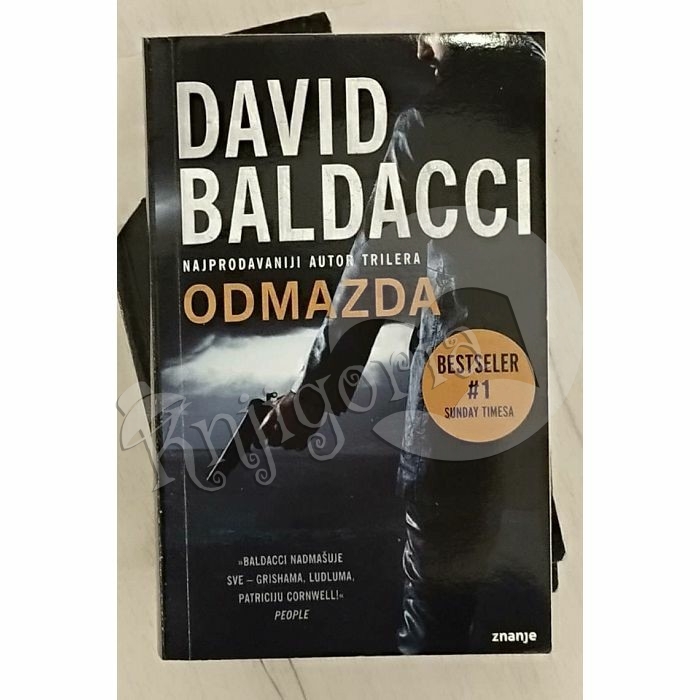 DAVID
BALDACCI
NAJPRODAVANIJI AUTOR TRILERA
ODMAZDA
BESTSELER
#1
SUNDAY TIMESA
Knjigoria
»BALDACCI NADMAŠUJE
SVE – GRISHAMA, LUDLUMA,
PATRICIJU CORNWELL!«
PEOPLE
znanje